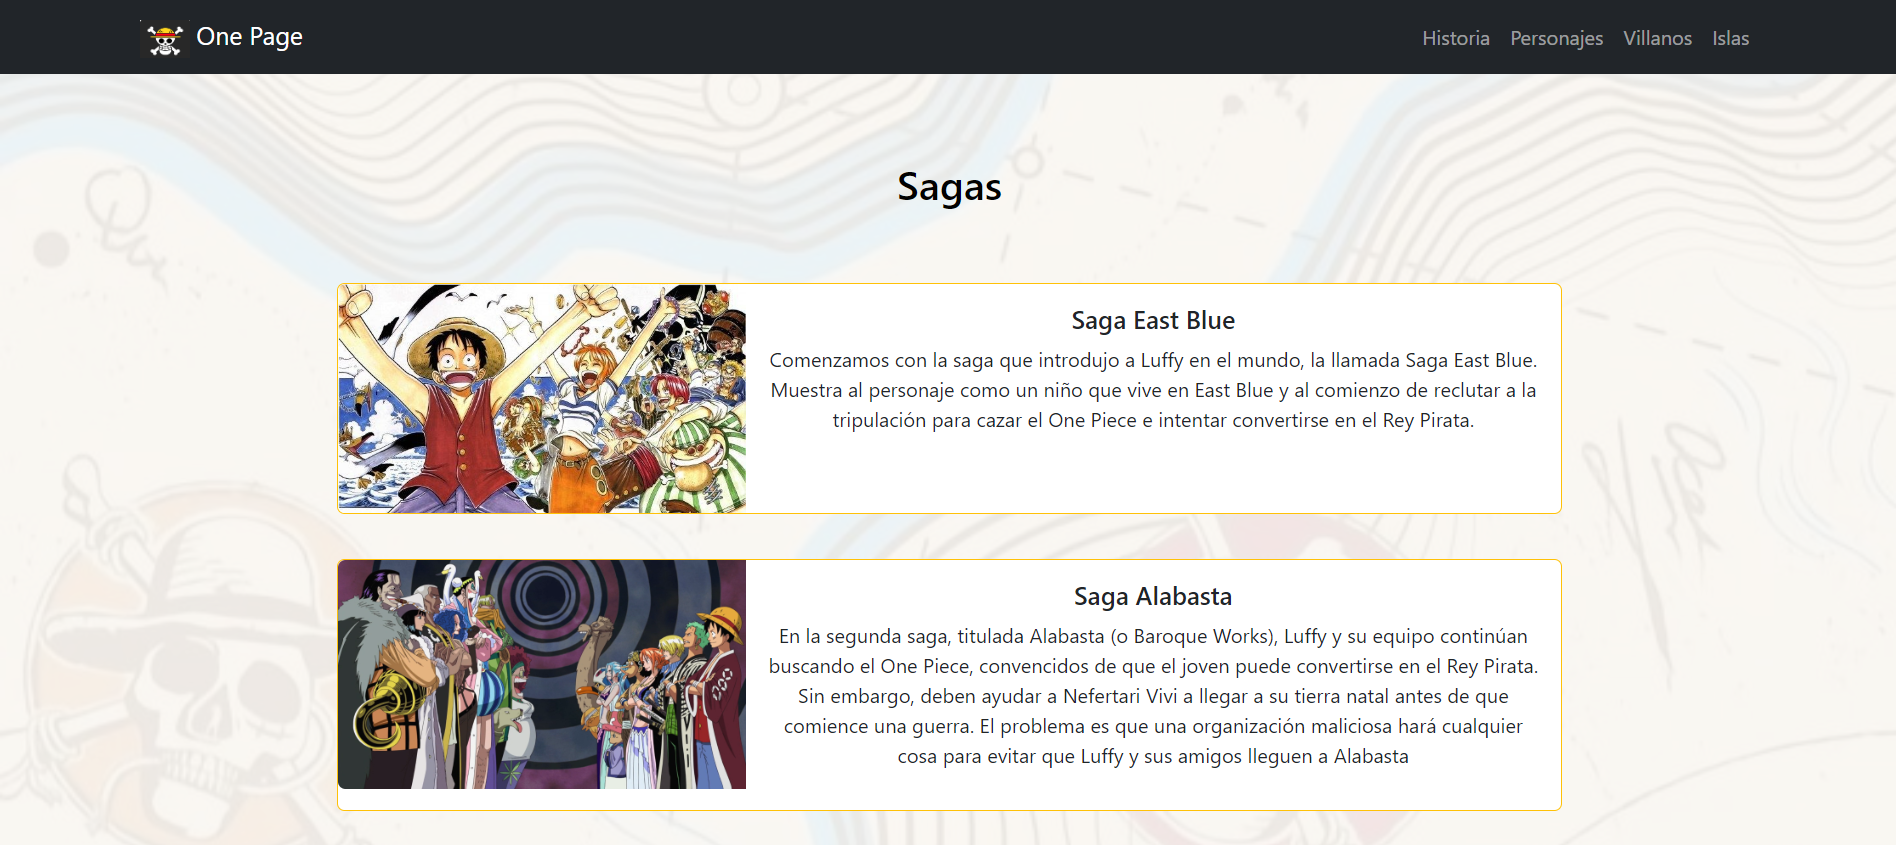 One Page
Historia Personajes Villanos Islas
Sagas
Saga East Blue
Comenzamos con la saga que introdujo a Luffy en el mundo, la llamada Saga East Blue.
Muestra al personaje como un niño que vive en East Blue y al comienzo de reclutar a la
tripulación para cazar el One Piece e intentar convertirse en el Rey Pirata.
Saga Alabasta
En la segunda saga, titulada Alabasta (o Baroque Works), Luffy y su equipo continúan
buscando el One Piece, convencidos de que el joven puede convertirse en el Rey Pirata.
Sin embargo, deben ayudar a Nefertari Vivi a llegar a su tierra natal antes de que
comience una guerra. El problema es que una organización maliciosa hará cualquier
cosa para evitar que Luffy y sus amigos lleguen a Alabasta